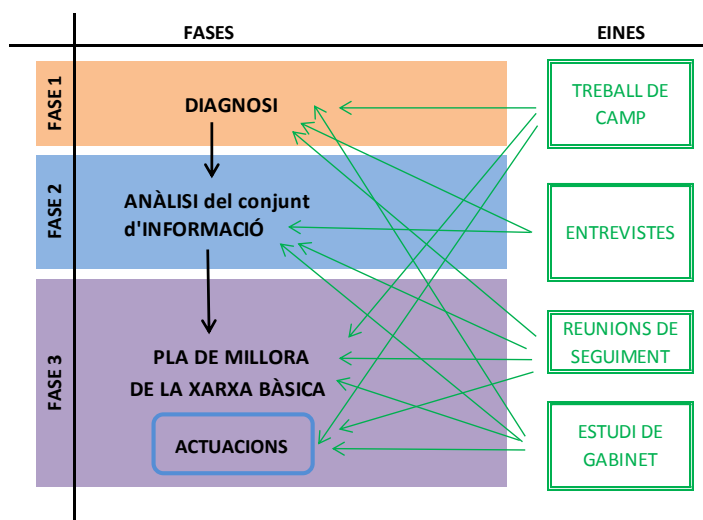 FASES
EINES
FASE 1
DIAGNOSI
TREBALL DE
CAMP
FASE 2
ANÀLISI del conjunt
d'INFORMACIÓ
ENTREVISTES
FASE 3
PLA DE MILLORA
DE LA XARXA BÀSICA
ACTUACIONS
REUNIONS DE
SEGUIMENT
ESTUDI DE
GABINET